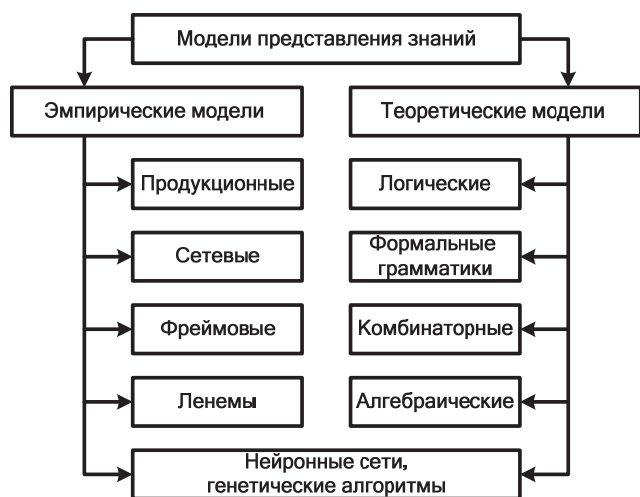 Модели представления знаний
Эмпирические модели
Теоретические модели
Продукционные
Логические
Сетевые
Формальные
грамматики
Фреймовые
Комбинаторные
Ленемы
Алгебраические
Нейронные сети,
генетические алгоритмы